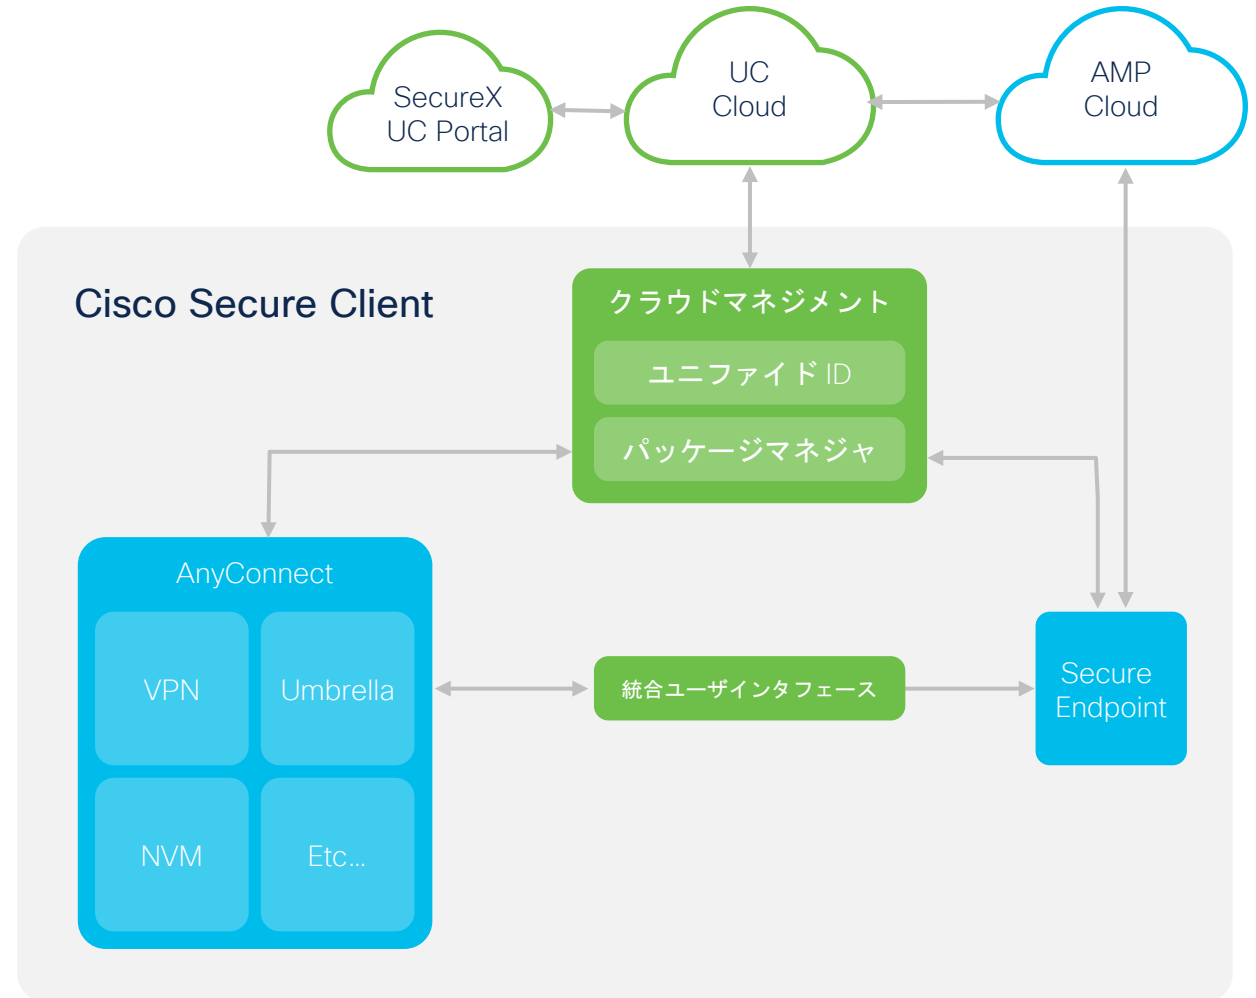 SecureX
UC Portal
UC
Cloud
AMP
Cloud
Cisco Secure Client
クラウドマネジメント
ユニファイド ID
パッケージマネジャ
AnyConnect
VPN
Umbrella
NVM
Etc...
統合ユーザインタフェース
Secure
Endpoint